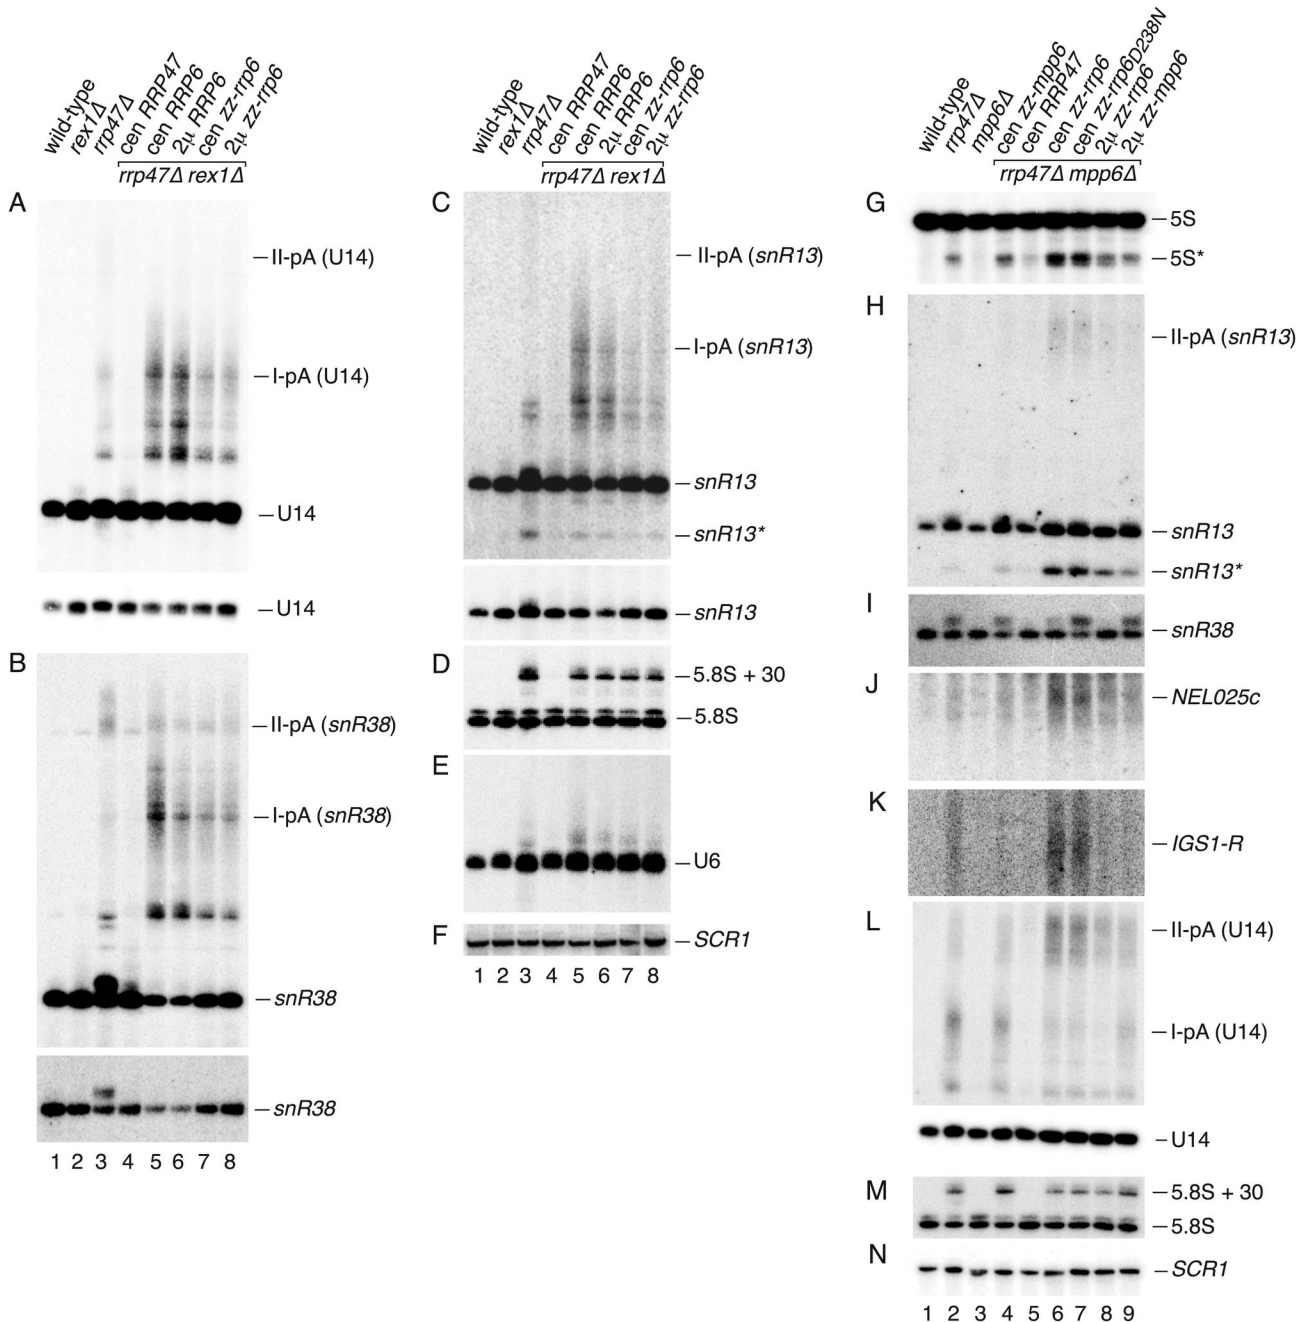 wild-type
rex1Δ
rrp47Δ
cen RRP47
cen RRP6
2μ RRP6
cen zz-rrp6
2μ zz-rrp6
rrp47Δ rex1Δ
A
II-pA (U14)
I-pA (U14)
U14
U14
B
II-pA (snR38)
I-pA (snR38)
snR38
snR38
1 2 3 4 5 6 7 8
wild-type
rex1Δ
rrp47Δ
cen RRP47
cen RRP6
2μ RRP6
cen zz-rrp6
2μ zz-rrp6
rrp47Δ rex1Δ
C
II-pA (snR13)
I-pA (snR13)
snR13
snR13*
snR13
D
5.8S + 30
5.8S
E
U6
F
SCR1
1 2 3 4 5 6 7 8
wild-type
rrp47Δ
mpp6Δ
cen zz-mpp6
cen RRP47
cen zz-rrp6
cen zz-rrp6D238N
2μ zz-rrp6
2μ zz-mpp6
rrp47Δ mpp6Δ
G
5S
5S*
H
II-pA (snR13)
snR13
snR13*
I
snR38
J
NEL025c
K
IGS1-R
L
II-pA (U14)
I-pA (U14)
U14
M
5.8S + 30
5.8S
N
SCR1
1 2 3 4 5 6 7 8 9